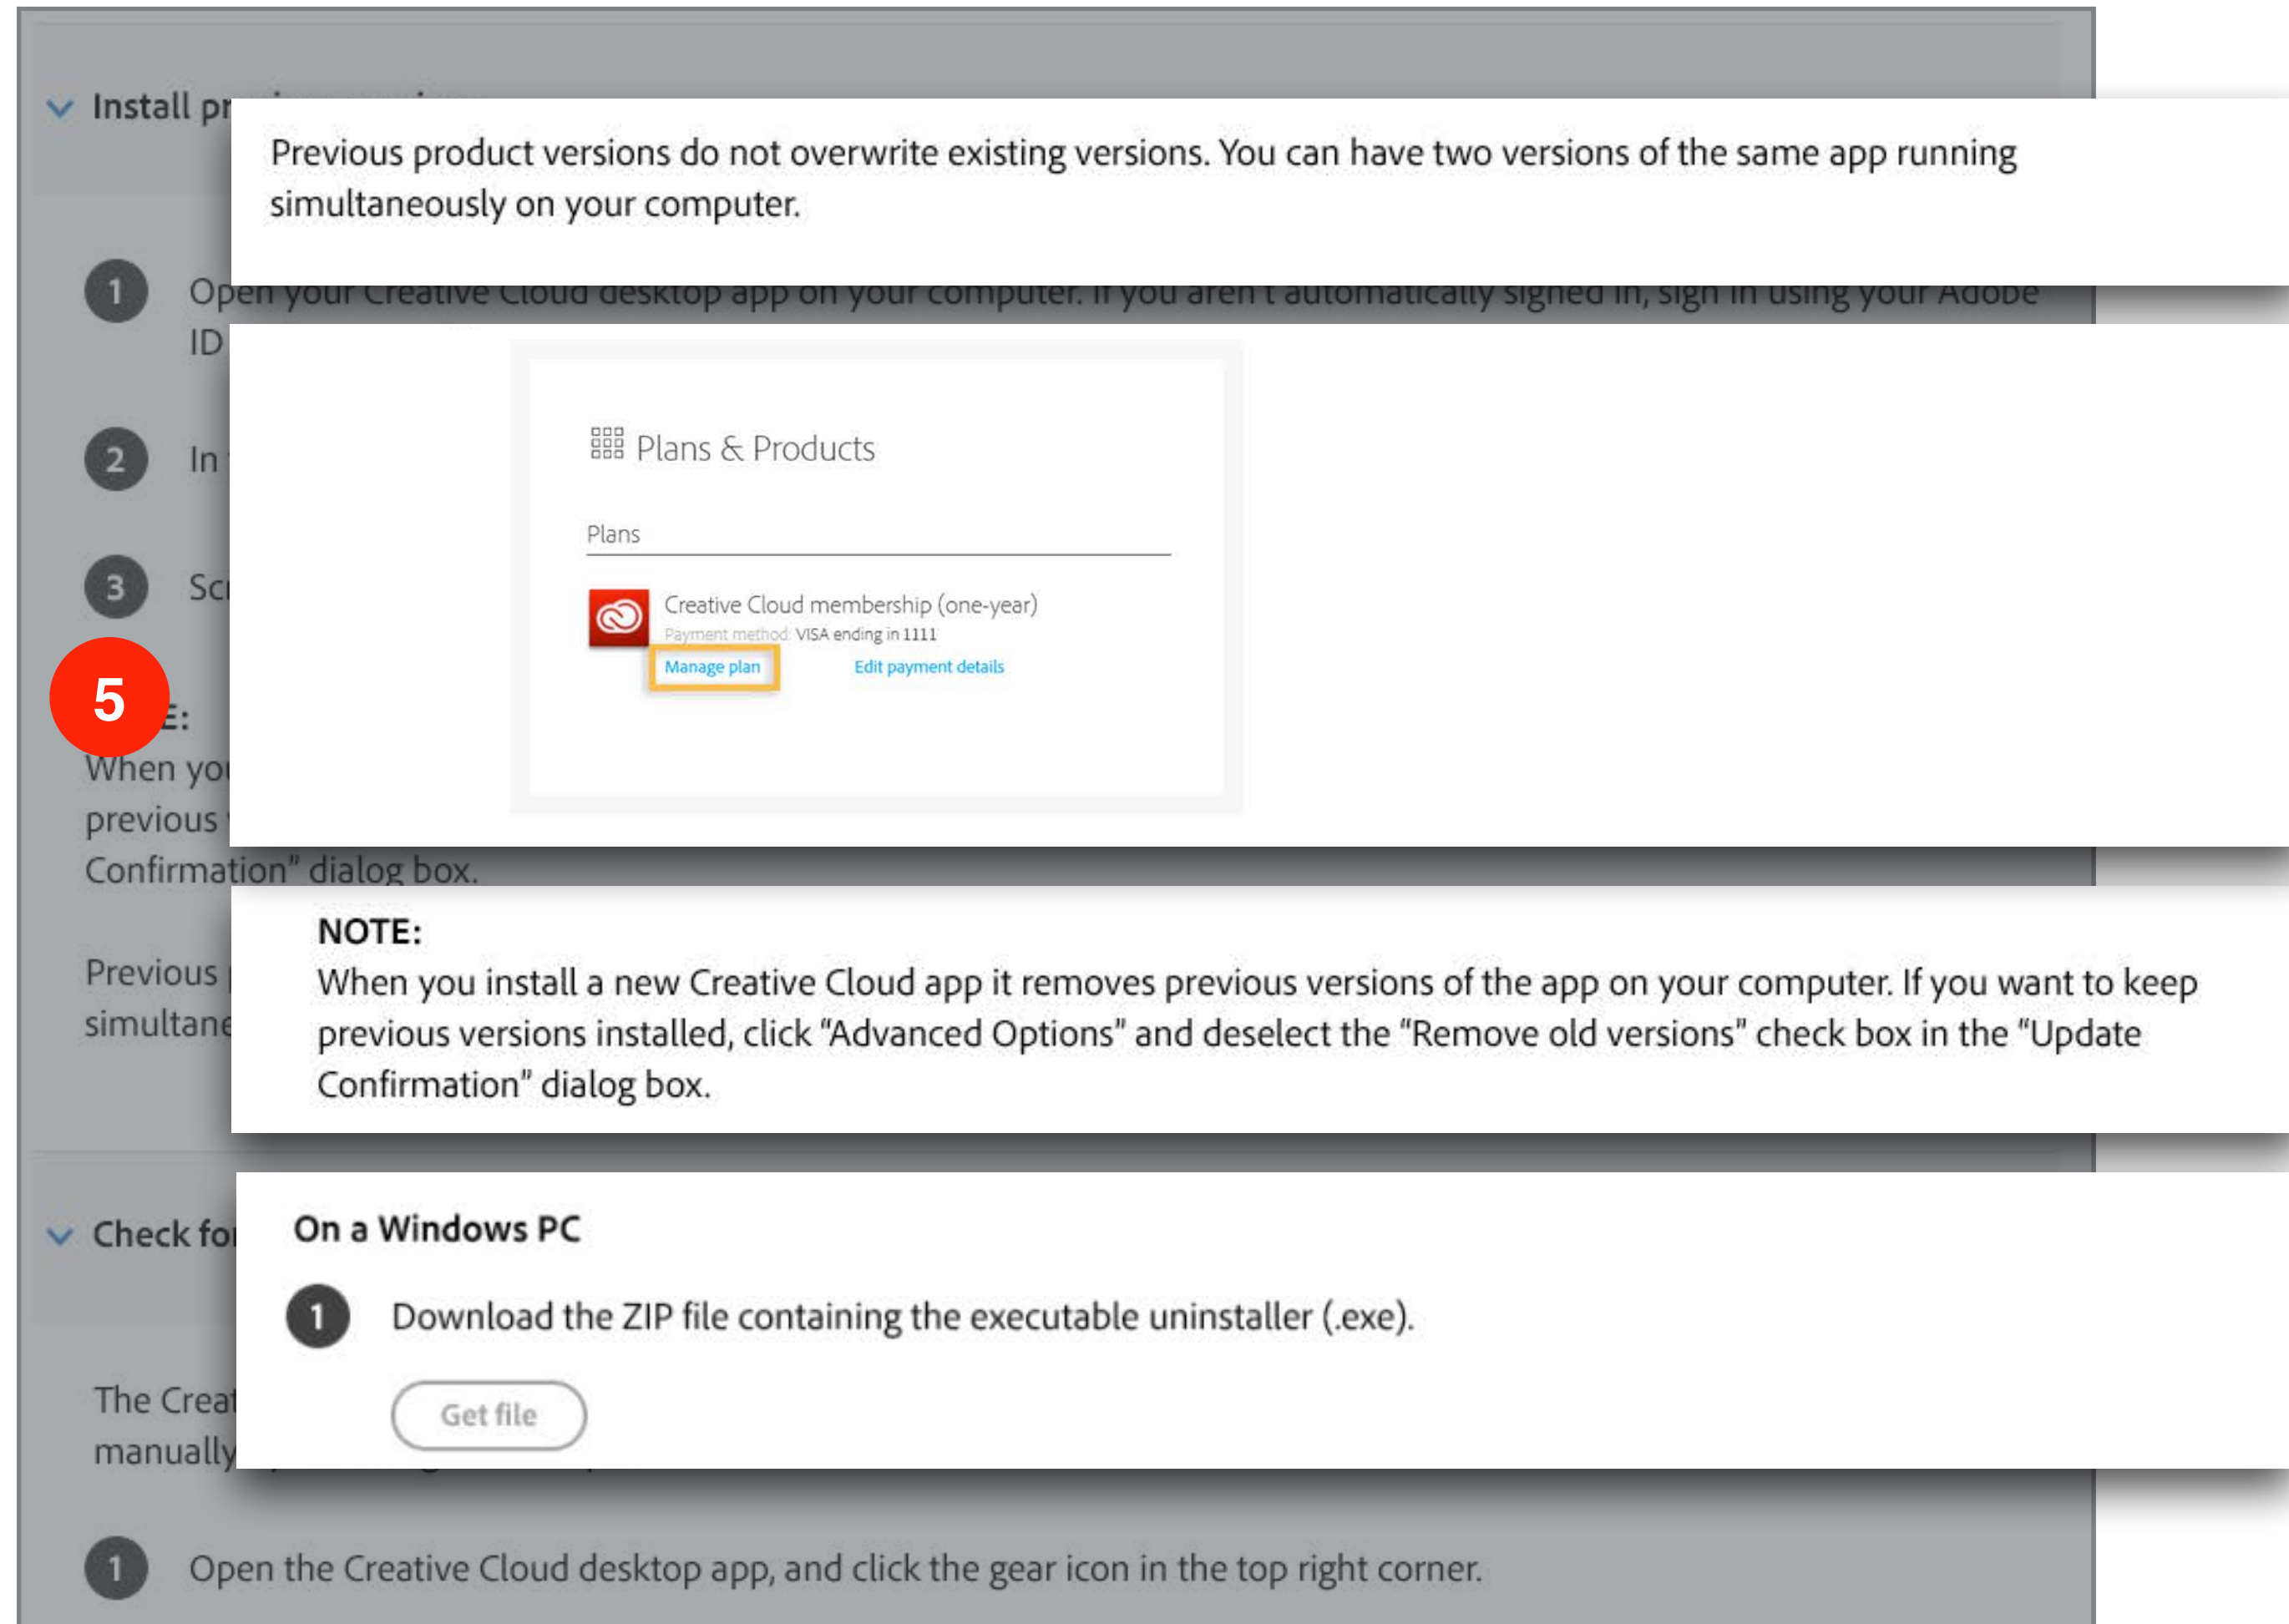 Install pr
Previous product versions do not overwrite existing versions. You can have two versions of the same app running
simultaneously on your computer.
1
Open your Creative Cloud desktop app on your computer. If you aren't automatically signed in, sign in using your Adobe
ID
Plans & Products
2
In
Plans
3
Creative Cloud membership (one-year)
Payment method: VISA ending in 1111
Manage plan
Edit payment details
5
E:
When you
previous
Confirmation" dialog box.
NOTE:
Previous
When you install a new Creative Cloud app it removes previous versions of the app on your computer. If you want to keep
simultane
previous versions installed, click “Advanced Options” and deselect the “Remove old versions” check box in the “Update
Confirmation” dialog box.
Check for
On a Windows PC
1
Download the ZIP file containing the executable uninstaller (.exe).
The Creat
Get file
manually
1
Open the Creative Cloud desktop app, and click the gear icon in the top right corner.